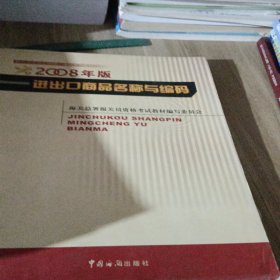 2008年版
进出口商品名称与编码
海关总署报关员资格考试教材编写委员会
JINCHUKOU SHANGPIN
MINGCHENG YU
BIANMA
中国海关出版社